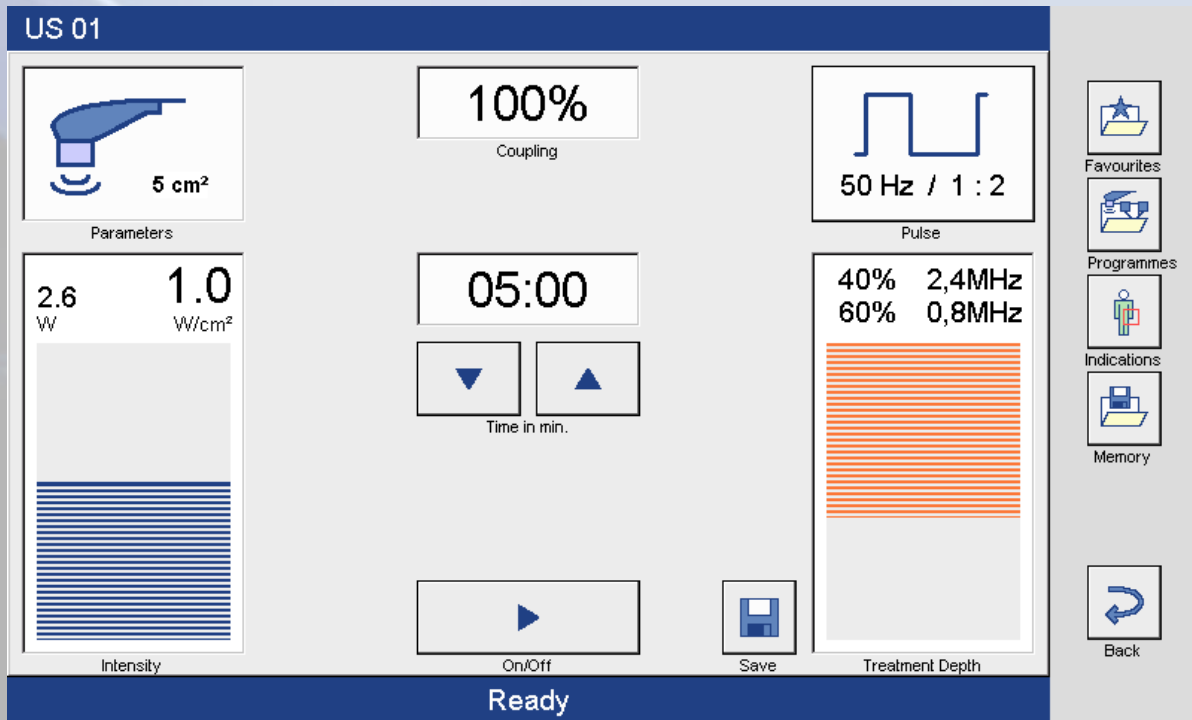 US 01
5 cm²
Parameters
100%
Coupling
50 Hz / 1 : 2
Pulse
2.6 1.0
W W/cm²
Intensity
05:00
Time in min.
On/Off
Save
40% 2,4MHz
60% 0,8MHz
Treatment Depth
Ready
Favourites
Programmes
Indications
Memory
Back